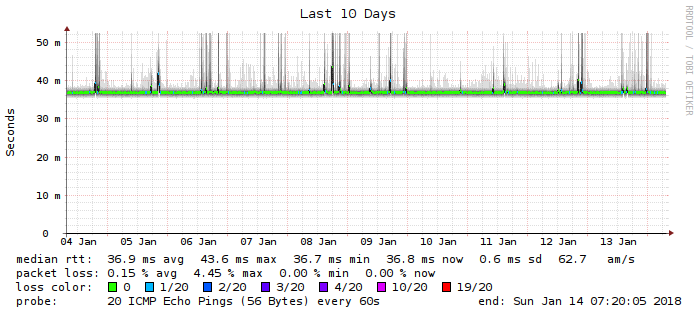 Last 10 Days
RRDTOOL / TOBI OETIKER
Seconds
50 m
40 m
30 m
20 m
10 m
0
04 Jan 05 Jan 06 Jan 07 Jan 08 Jan 09 Jan 10 Jan 11 Jan 12 Jan 13 Jan
median rtt: 36.9 ms avg 43.6 ms max 36.7 ms min 36.8 ms now 0.6 ms sd 62.7 am/s
packet loss: 0.15 % avg 4.45 % max 0.00 % min 0.00 % now
loss color: 0 1/20 2/20 3/20 4/20 10/20 19/20
probe: 20 ICMP Echo Pings (56 Bytes) every 60s end: Sun Jan 14 07:20:05 2018